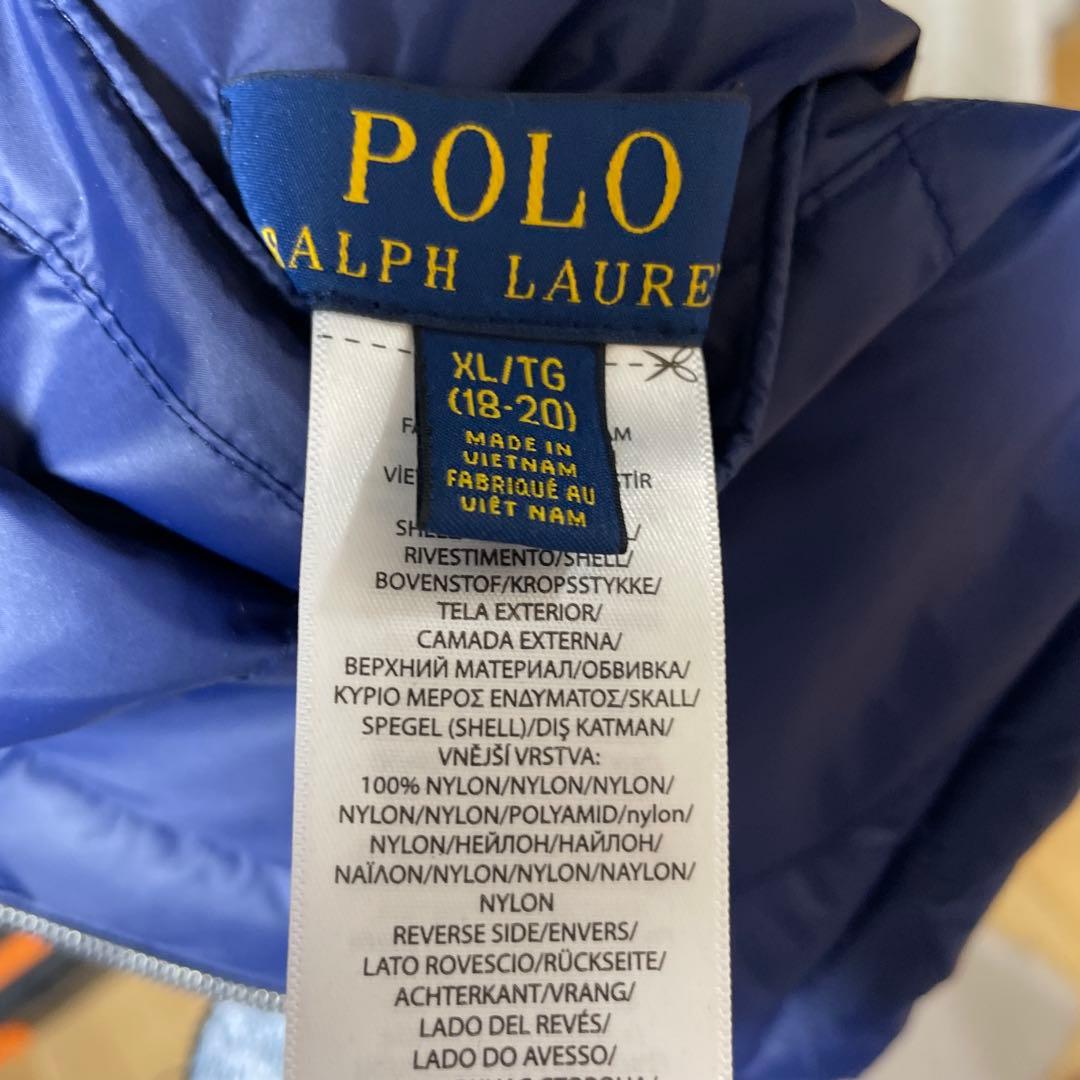 POLO
RALPH LAURE
XL/TG
(18-20)
MADE IN
VIETNAM
FABRIQUÉ AU
VIÊT NAM
RIVESTIMENTO/SHELL/
BOVENSTOF/KROPSSTYKKE/
TELA EXTERIOR/
CAMADA EXTERNA/
ВЕРХНИЙ МАТЕРИАЛ/ОБВИВКА/
ΚΥΡΙΟ ΜΕΡΟΣ ΕΝΔΥΜΑΤΟΣ/SKALL/
SPEGEL (SHELL)/DIŞ KATMAN/
VNĚJŠÍ VRSTVA:
100% NYLON/NYLON/NYLON/
NYLON/NYLON/POLYAMID/nylon/
NYLON/НЕЙЛОН/НАЙЛОН/
ΝΑΪΛΟΝ/NYLON/NYLON/NAYLON/
NYLON
REVERSE SIDE/ENVERS/
LATO ROVESCIO/RÜCKSEITE/
ACHTERKANT/VRANG/
LADO DEL REVÉS/
LADO DO AVESSO/